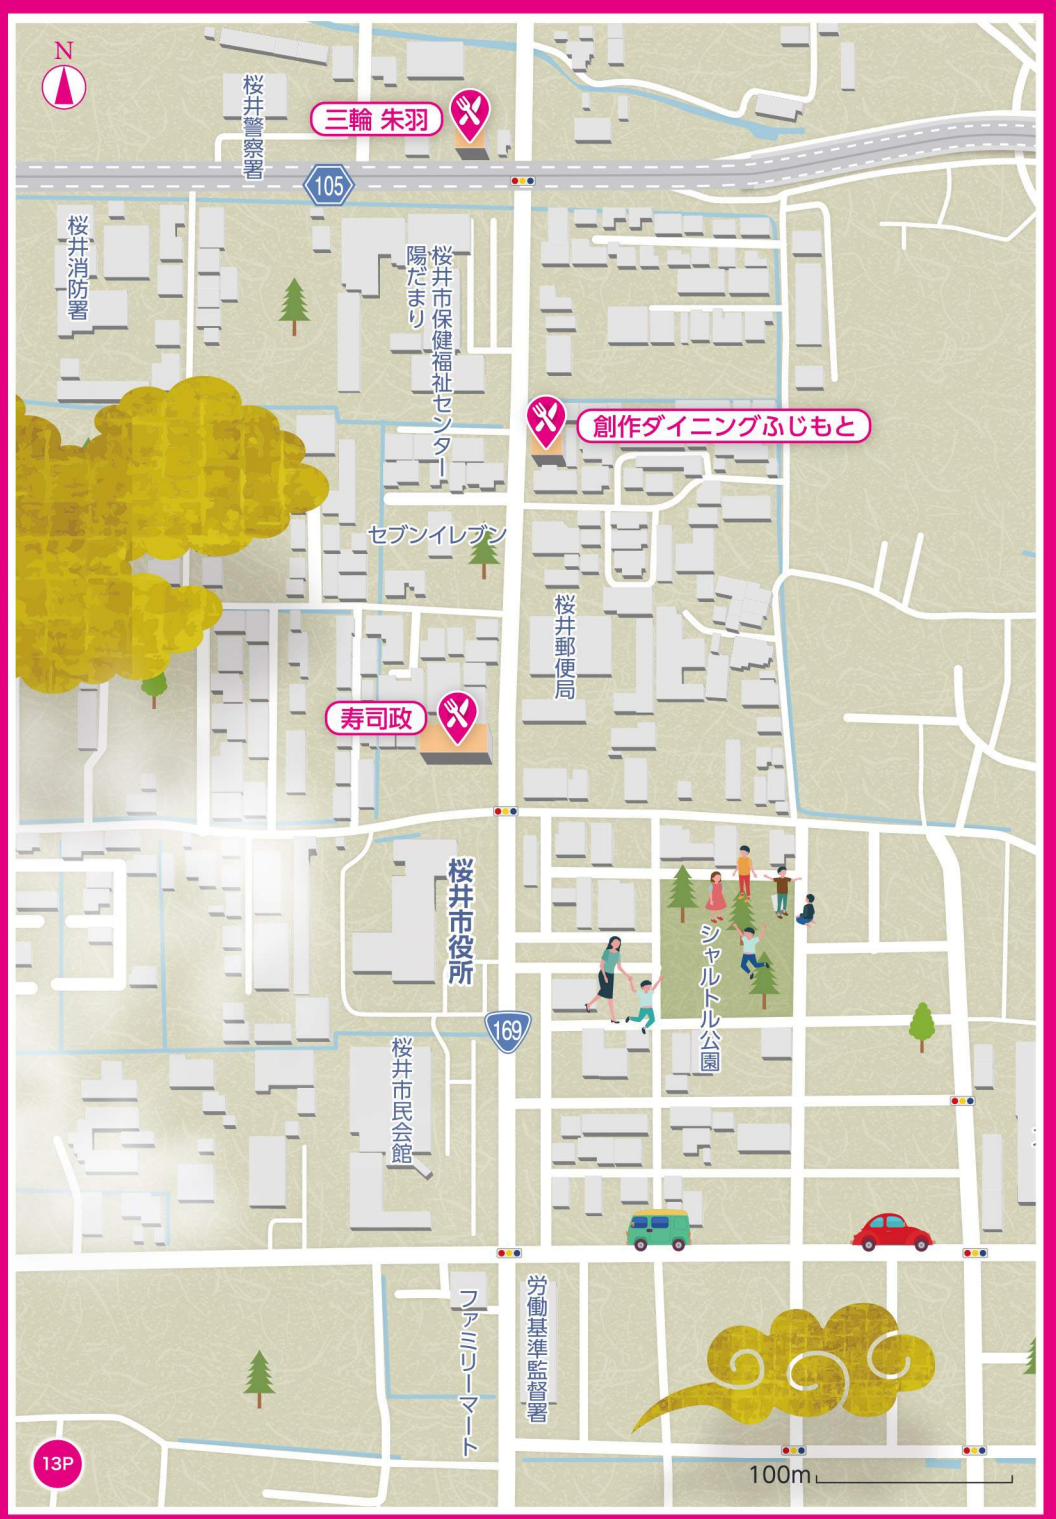 N
桜井警察署
三輪 朱羽
105
桜井消防署
桜井市保健福祉センター
陽だまり
創作ダイニングふじもと
セブンイレブン
桜井郵便局
寿司政
桜井市役所
シャルトル公園
169
桜井市民会館
ファミリーマート
労働基準監督署
13P
100m